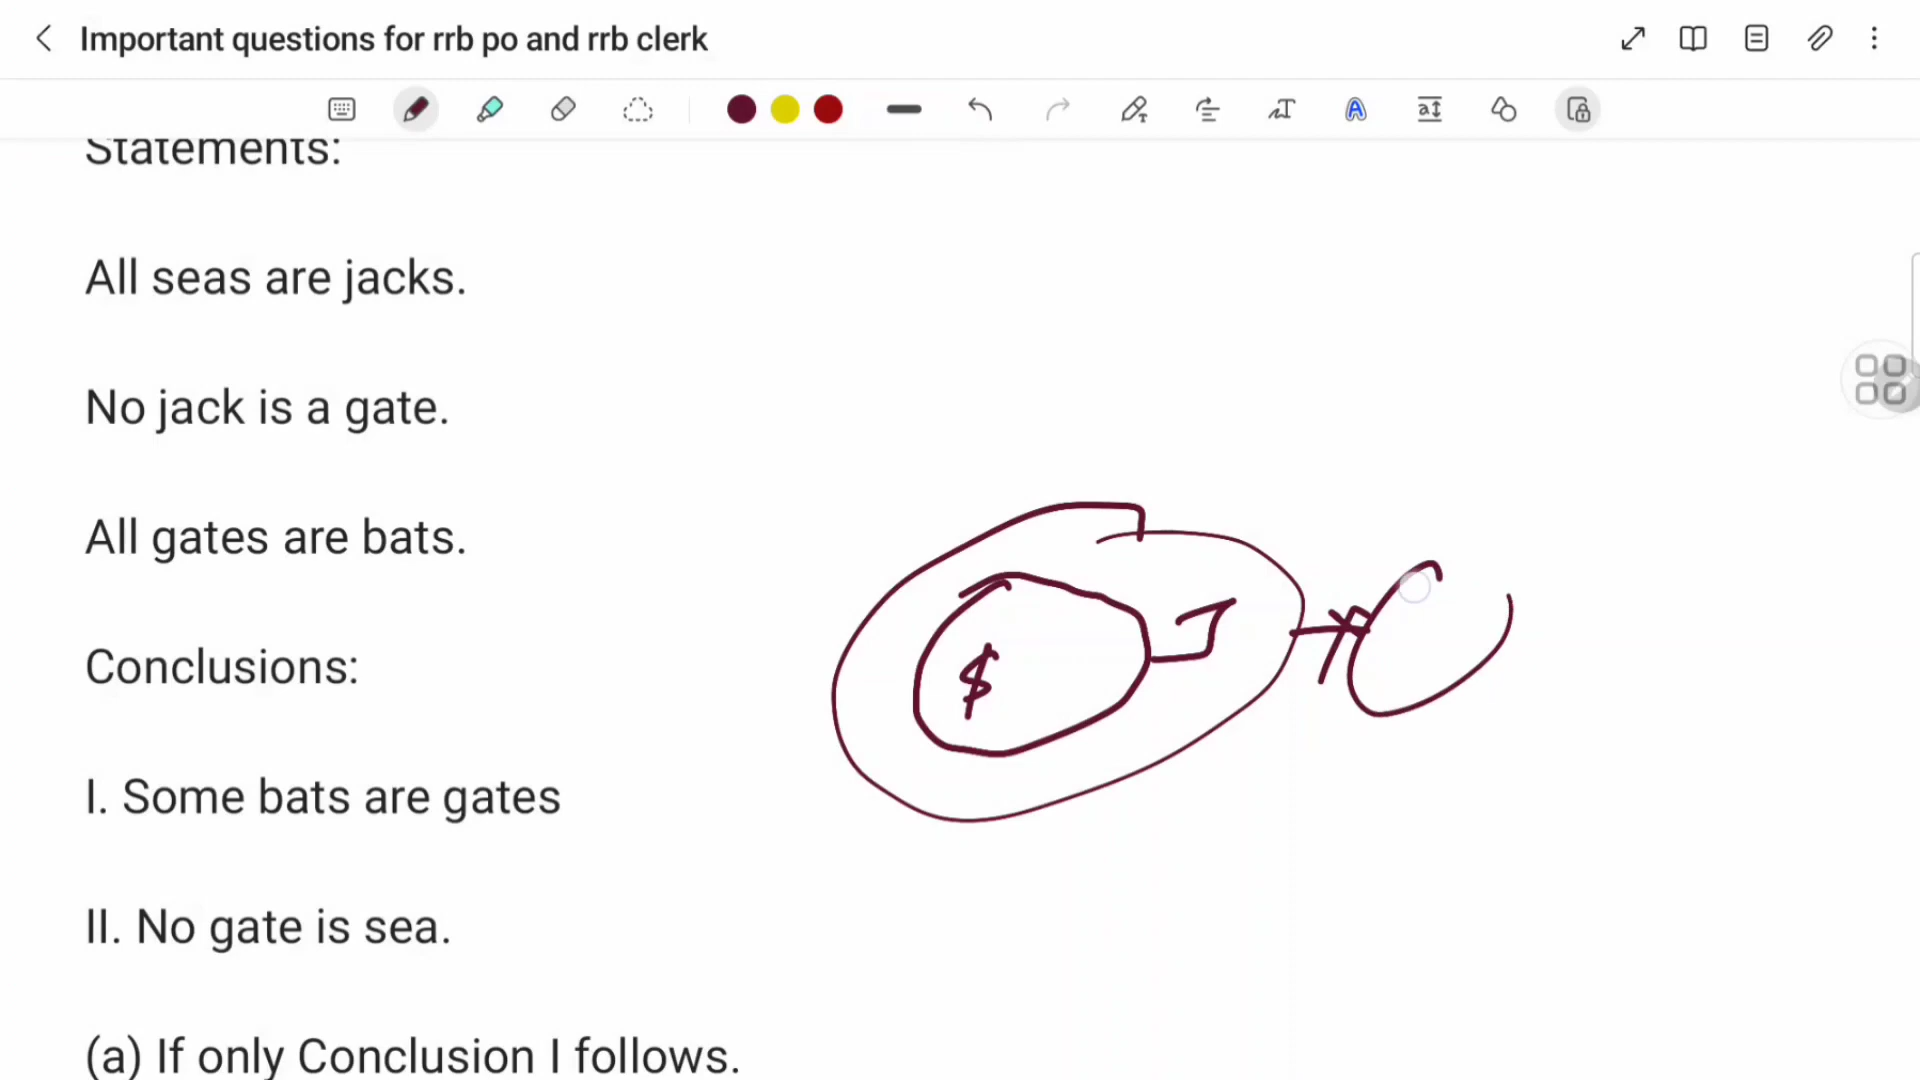 Important questions for rrb po and rrb clerk
Statements:
All seas are jacks.
No jack is a gate.
All gates are bats.
$ J
Conclusions:
I. Some bats are gates
II. No gate is sea.
(a) If only Conclusion I follows.